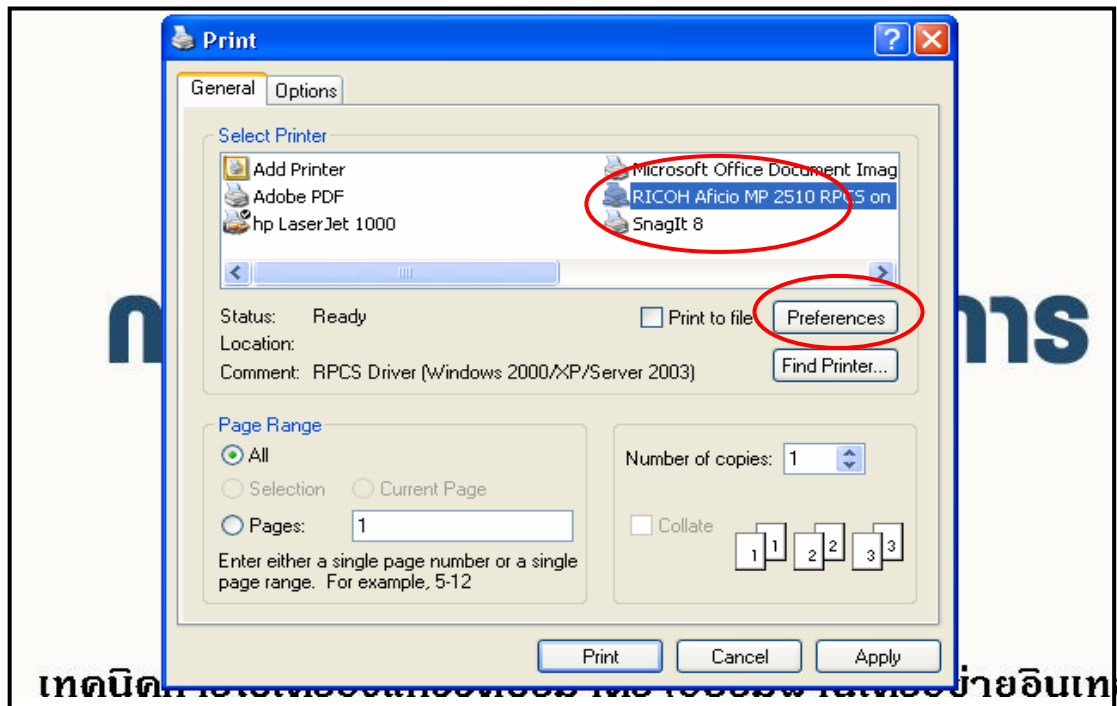 Print
General Options
Select Printer
Add Printer
Adobe PDF
hp LaserJet 1000
Microsoft Office Document Imag
RICOH Aficio MP 2510 RPCS on
SnagIt 8
Status: Ready
Print to file
Preferences
Location:
Comment: RPCS Driver (Windows 2000/XP/Server 2003)
Find Printer...
Page Range
All
Selection Current Page
Pages: 1
Enter either a single page number or a single
page range. For example, 5-12
Number of copies: 1
Collate
1 1 2 2 3 3
Print Cancel Apply